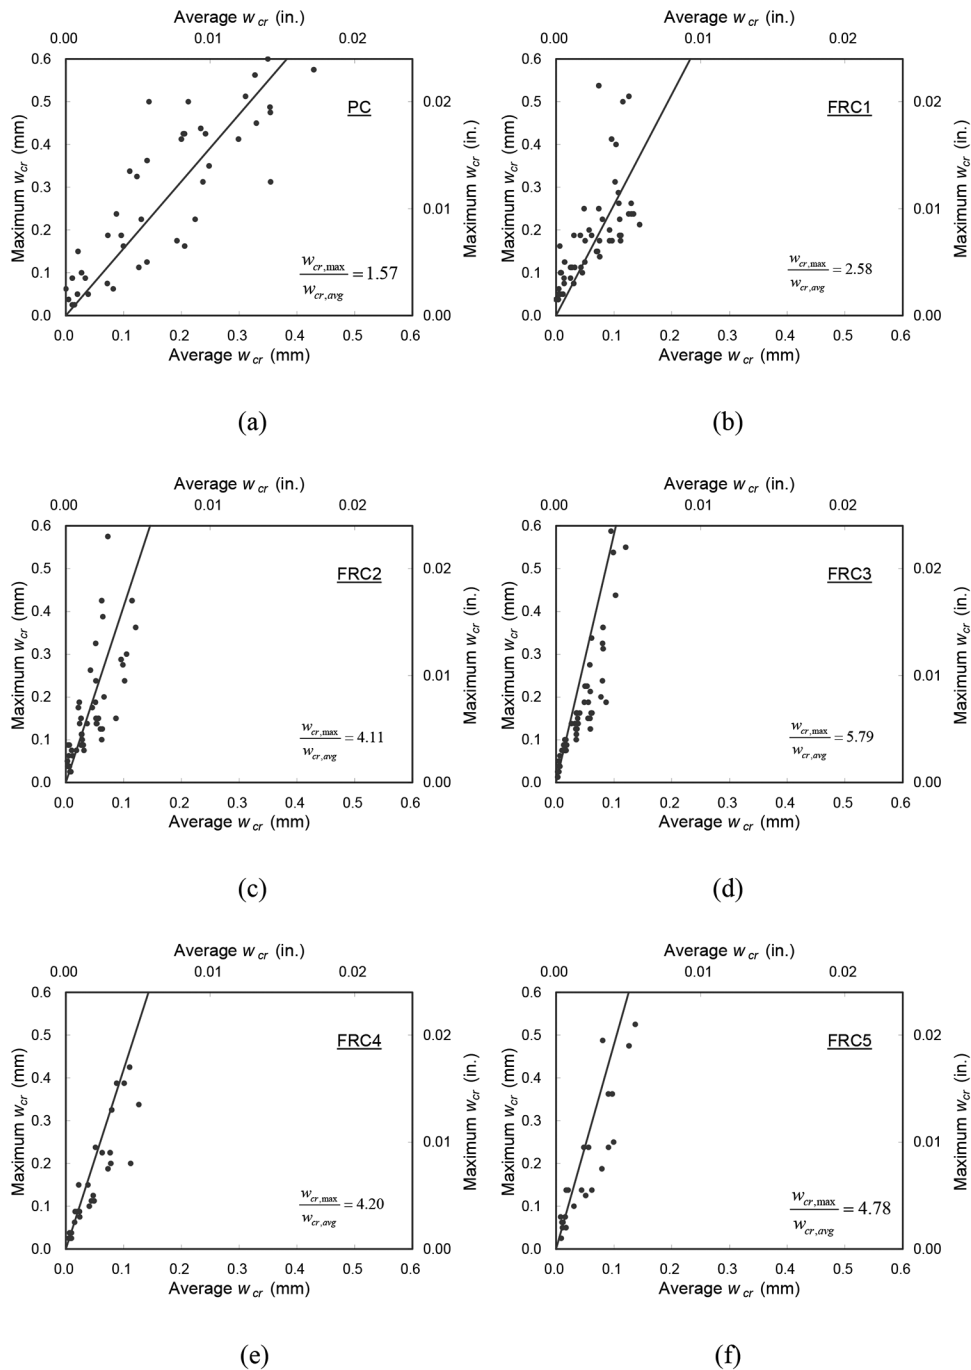 Average w cr (in.)
0.00 0.01 0.02
0.6
0.5
0.4
0.3
0.2
0.1
0.0
Maximum w cr (mm)
PC
w cr,max / w cr,avg = 1.57
0.02
0.01
0.00
Maximum w cr (in.)
0.0 0.1 0.2 0.3 0.4 0.5 0.6
Average w cr (mm)
(a)
Average w cr (in.)
0.00 0.01 0.02
0.6
0.5
0.4
0.3
0.2
0.1
0.0
Maximum w cr (mm)
FRC1
w cr,max / w cr,avg = 2.58
0.02
0.01
0.00
Maximum w cr (in.)
0.0 0.1 0.2 0.3 0.4 0.5 0.6
Average w cr (mm)
(b)
Average w cr (in.)
0.00 0.01 0.02
0.6
0.5
0.4
0.3
0.2
0.1
0.0
Maximum w cr (mm)
FRC2
w cr,max / w cr,avg = 4.11
0.02
0.01
0.00
Maximum w cr (in.)
0.0 0.1 0.2 0.3 0.4 0.5 0.6
Average w cr (mm)
(c)
Average w cr (in.)
0.00 0.01 0.02
0.6
0.5
0.4
0.3
0.2
0.1
0.0
Maximum w cr (mm)
FRC3
w cr,max / w cr,avg = 5.79
0.02
0.01
0.00
Maximum w cr (in.)
0.0 0.1 0.2 0.3 0.4 0.5 0.6
Average w cr (mm)
(d)
Average w cr (in.)
0.00 0.01 0.02
0.6
0.5
0.4
0.3
0.2
0.1
0.0
Maximum w cr (mm)
FRC4
w cr,max / w cr,avg = 4.20
0.02
0.01
0.00
Maximum w cr (in.)
0.0 0.1 0.2 0.3 0.4 0.5 0.6
Average w cr (mm)
(e)
Average w cr (in.)
0.00 0.01 0.02
0.6
0.5
0.4
0.3
0.2
0.1
0.0
Maximum w cr (mm)
FRC5
w cr,max / w cr,avg = 4.78
0.02
0.01
0.00
Maximum w cr (in.)
0.0 0.1 0.2 0.3 0.4 0.5 0.6
Average w cr (mm)
(f)